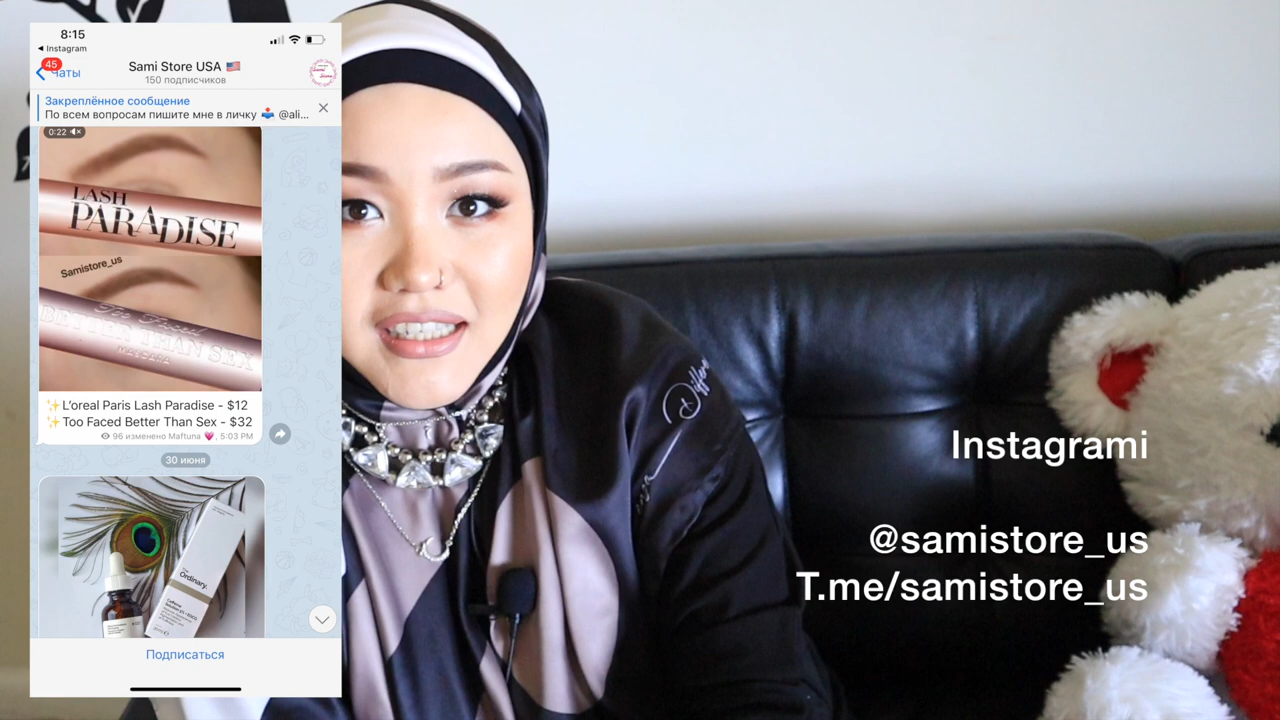 8:15
Instagram
45
Чаты
Sami Store USA 🇺🇸
150 подписчиков
Закреплённое сообщение
По всем вопросам пишите мне в личку 📥 @ali...
0:22
LASH
PARADISE
Samistore_us
Too Faced
BETTER THAN SEX
MASCARA
✨L'oreal Paris Lash Paradise - $12
✨Too Faced Better Than Sex - $32
96 изменено Maftuna 💗, 5:03 PM
30 июня
The
Ordinary.
Подписаться
Instagrami
@samistore_us
T.me/samistore_us